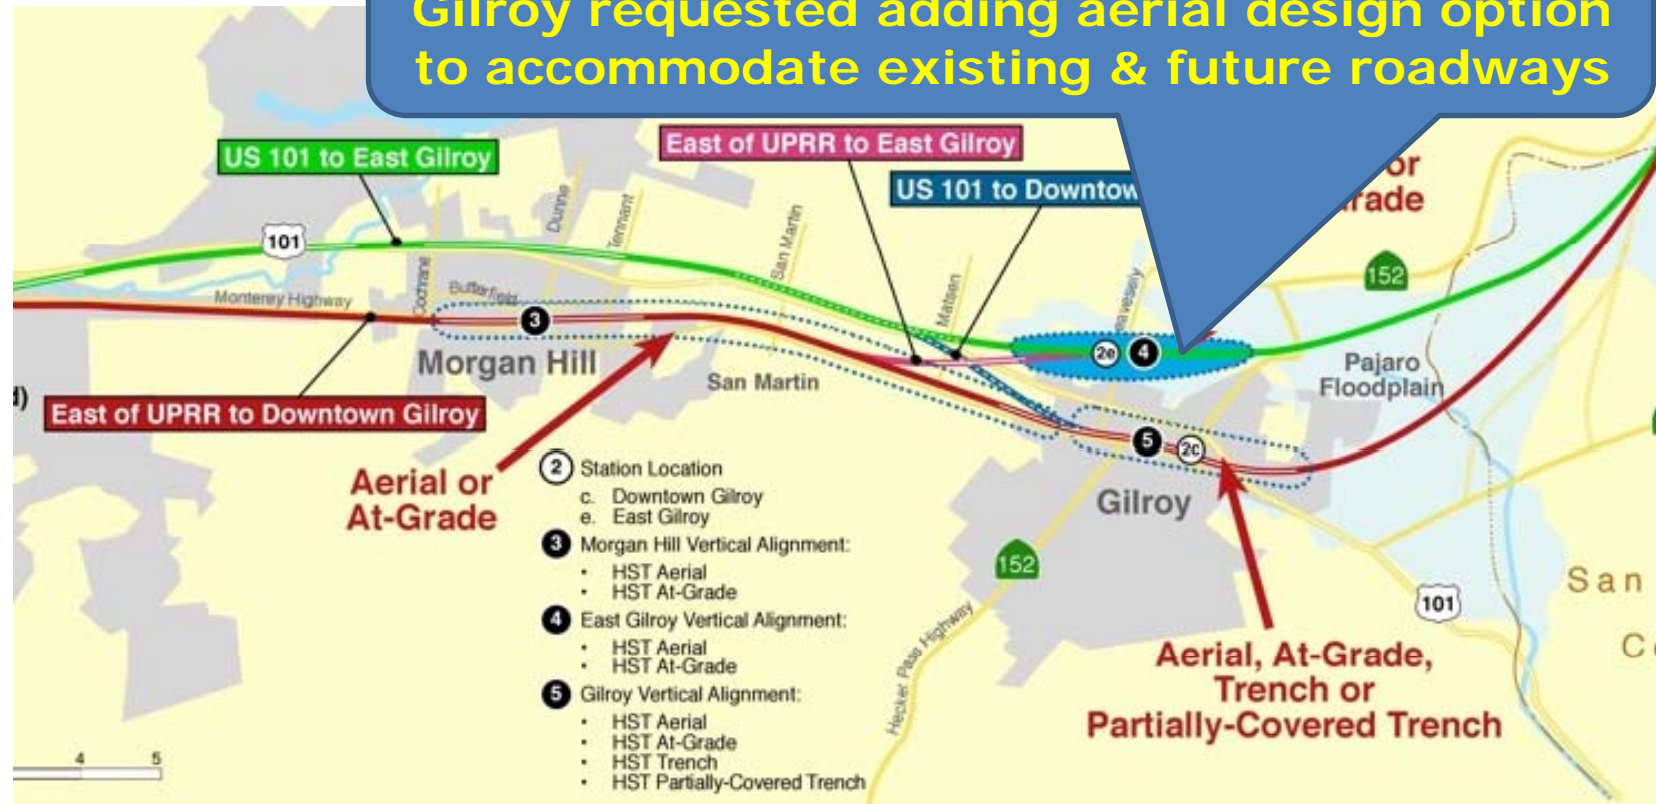 Gilroy requested adding aerial design option
to accommodate existing & future roadways
US 101 to East Gilroy
East of UPRR to East Gilroy
US 101 to
or
152
101
Dunne
Tennant
San Martin
Cochrane
Butterfield
Monterey Highway
3
Morgan Hill
San Martin
2e
4
Pajaro
Floodplain
East of UPRR to Downtown Gilroy
5
2c
Gilroy
Aerial or
At-Grade
2 Station Location
c. Downtown Gilroy
e. East Gilroy
3 Morgan Hill Vertical Alignment:
• HST Aerial
• HST At-Grade
4 East Gilroy Vertical Alignment:
• HST Aerial
• HST At-Grade
5 Gilroy Vertical Alignment:
• HST Aerial
• HST At-Grade
• HST Trench
• HST Partially-Covered Trench
152
Hecker Pass Highway
101
San
Aerial, At-Grade,
Trench or
Partially-Covered Trench
4 5